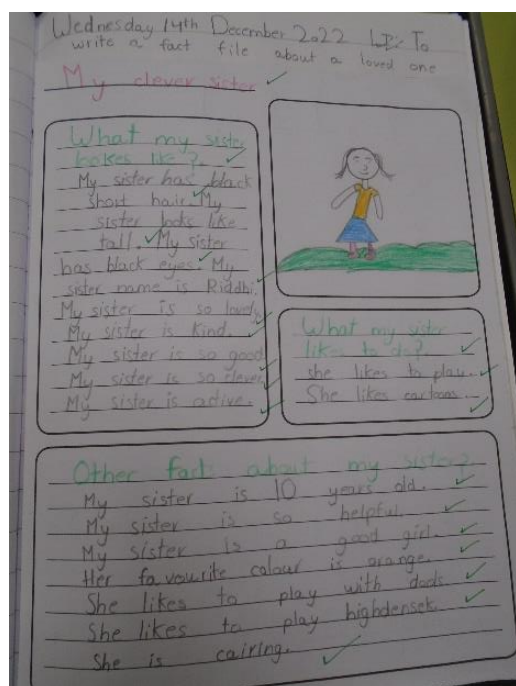 Wednesday 14th December 2022 LI: To
write a fact file about a loved one
My clever sister
What my sister
lookes like?
My sister has black
short hair. My
sister looks like
tall. My sister
has black eyes. My
sister name is Riddhi.
My sister is so lovely.
My sister is kind.
My sister is so good.
My sister is so clever.
My sister is active.
What my sister
likes to do?
she likes to play.
She likes cartoons.
Other facts about my sister?
My sister is 10 years old.
My sister is so helpful.
My sister is a good girl.
Her favourite colour is orange.
She likes to play with dods
She likes to play highdensek.
She is cairing.